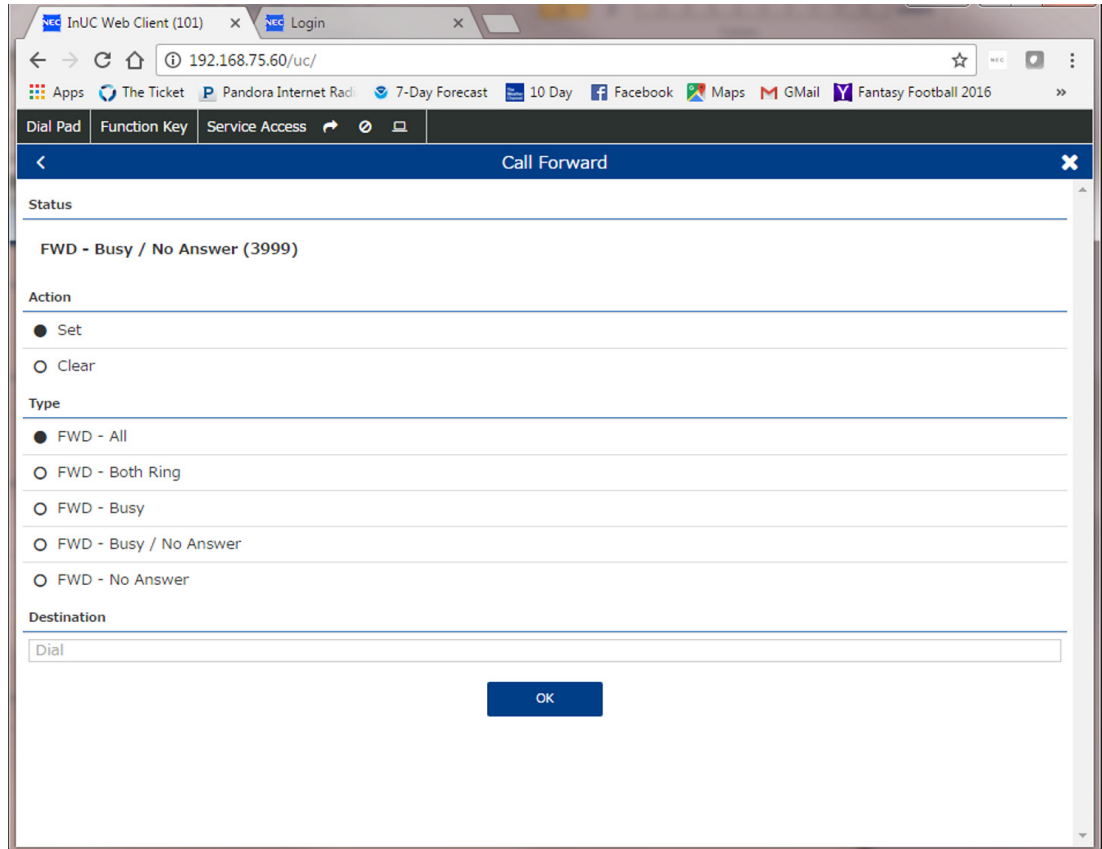 NEC InUC Web Client (101) NEC Login
192.168.75.60/uc/ NEC
Apps The Ticket P Pandora Internet Radi 7-Day Forecast 10 Day f Facebook Maps M GMail Y Fantasy Football 2016 »
Dial Pad Function Key Service Access
Call Forward
Status
FWD - Busy / No Answer (3999)
Action
Set
Clear
Type
FWD - All
FWD - Both Ring
FWD - Busy
FWD - Busy / No Answer
FWD - No Answer
Destination
Dial
OK